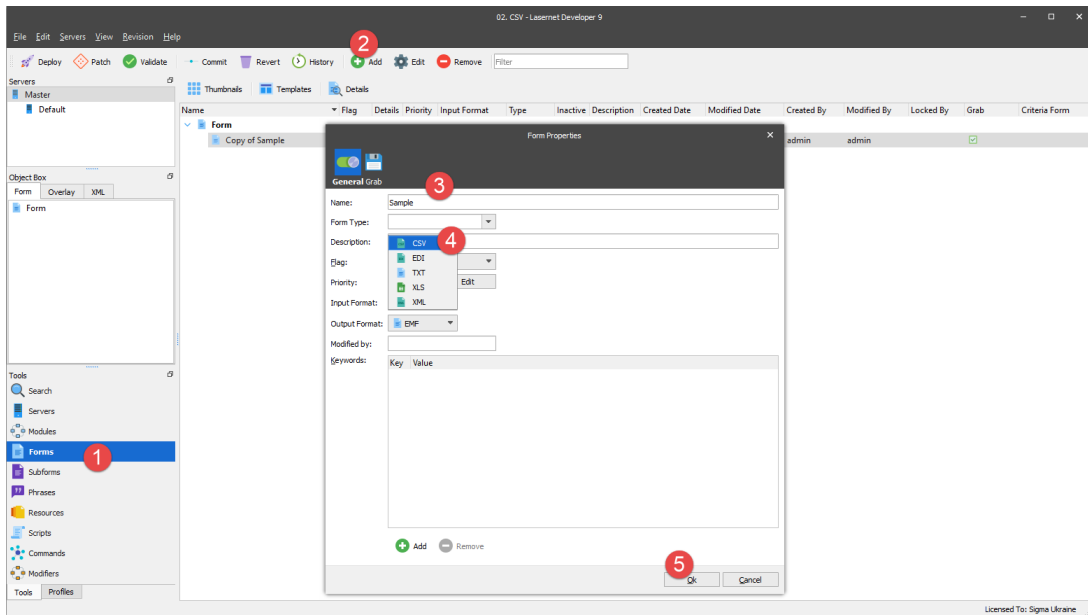 02. CSV - Lasernet Developer 9
File Edit Servers View Revision Help
2
Deploy Patch Validate Commit Revert History Add Edit Remove Filter
Servers
Master
Default
Thumbnails Templates Details
Name Flag Details Priority Input Format Type Inactive Description Created Date Modified Date Created By Modified By Locked By Grab Criteria Form
Form
Copy of Sample admin admin
Object Box
Form Overlay XML
Form
Form Properties
General Grab
3
Name: Sample
Form Type:
Description:
CSV
4
Flag:
EDI
TXT
Priority: Edit
XLS
Input Format:
XML
Output Format: EMF
Modified by:
Keywords:
Key Value
Add Remove
5
Ok Cancel
Tools
Search
Servers
Modules
Forms
1
Subforms
Phrases
Resources
Scripts
Commands
Modifiers
Tools Profiles
Licensed To: Sigma Ukraine